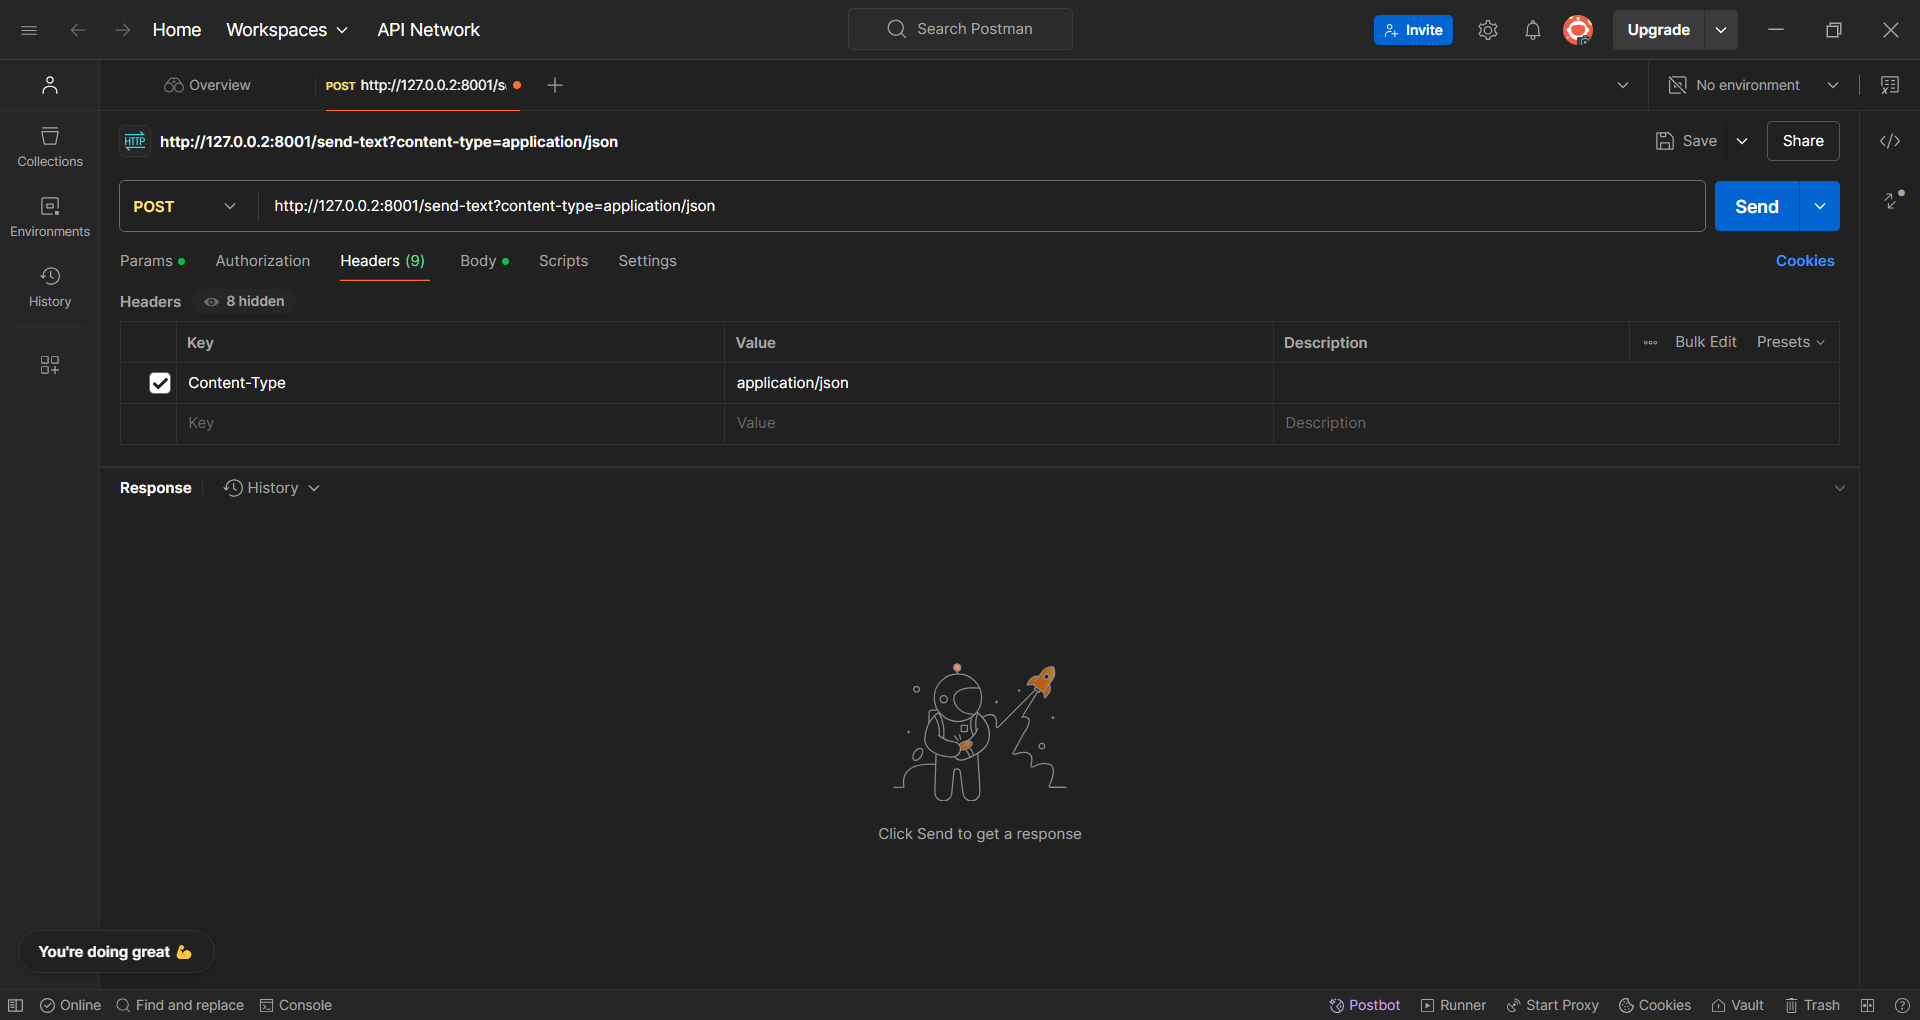 Home Workspaces API Network Search Postman Invite Upgrade
Overview POST http://127.0.0.2:8001/s No environment
HTTP http://127.0.0.2:8001/send-text?content-type=application/json Save Share
POST http://127.0.0.2:8001/send-text?content-type=application/json Send
Params Authorization Headers (9) Body Scripts Settings Cookies
Headers 8 hidden
Key Value Description Bulk Edit Presets
Content-Type application/json
Key Value Description
Response History
Click Send to get a response
Collections
Environments
History
You're doing great 💪
Online Find and replace Console Postbot Runner Start Proxy Cookies Vault Trash